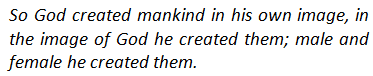 So God created mankind in his own image, in
the image of God he created them; male and
female he created them.